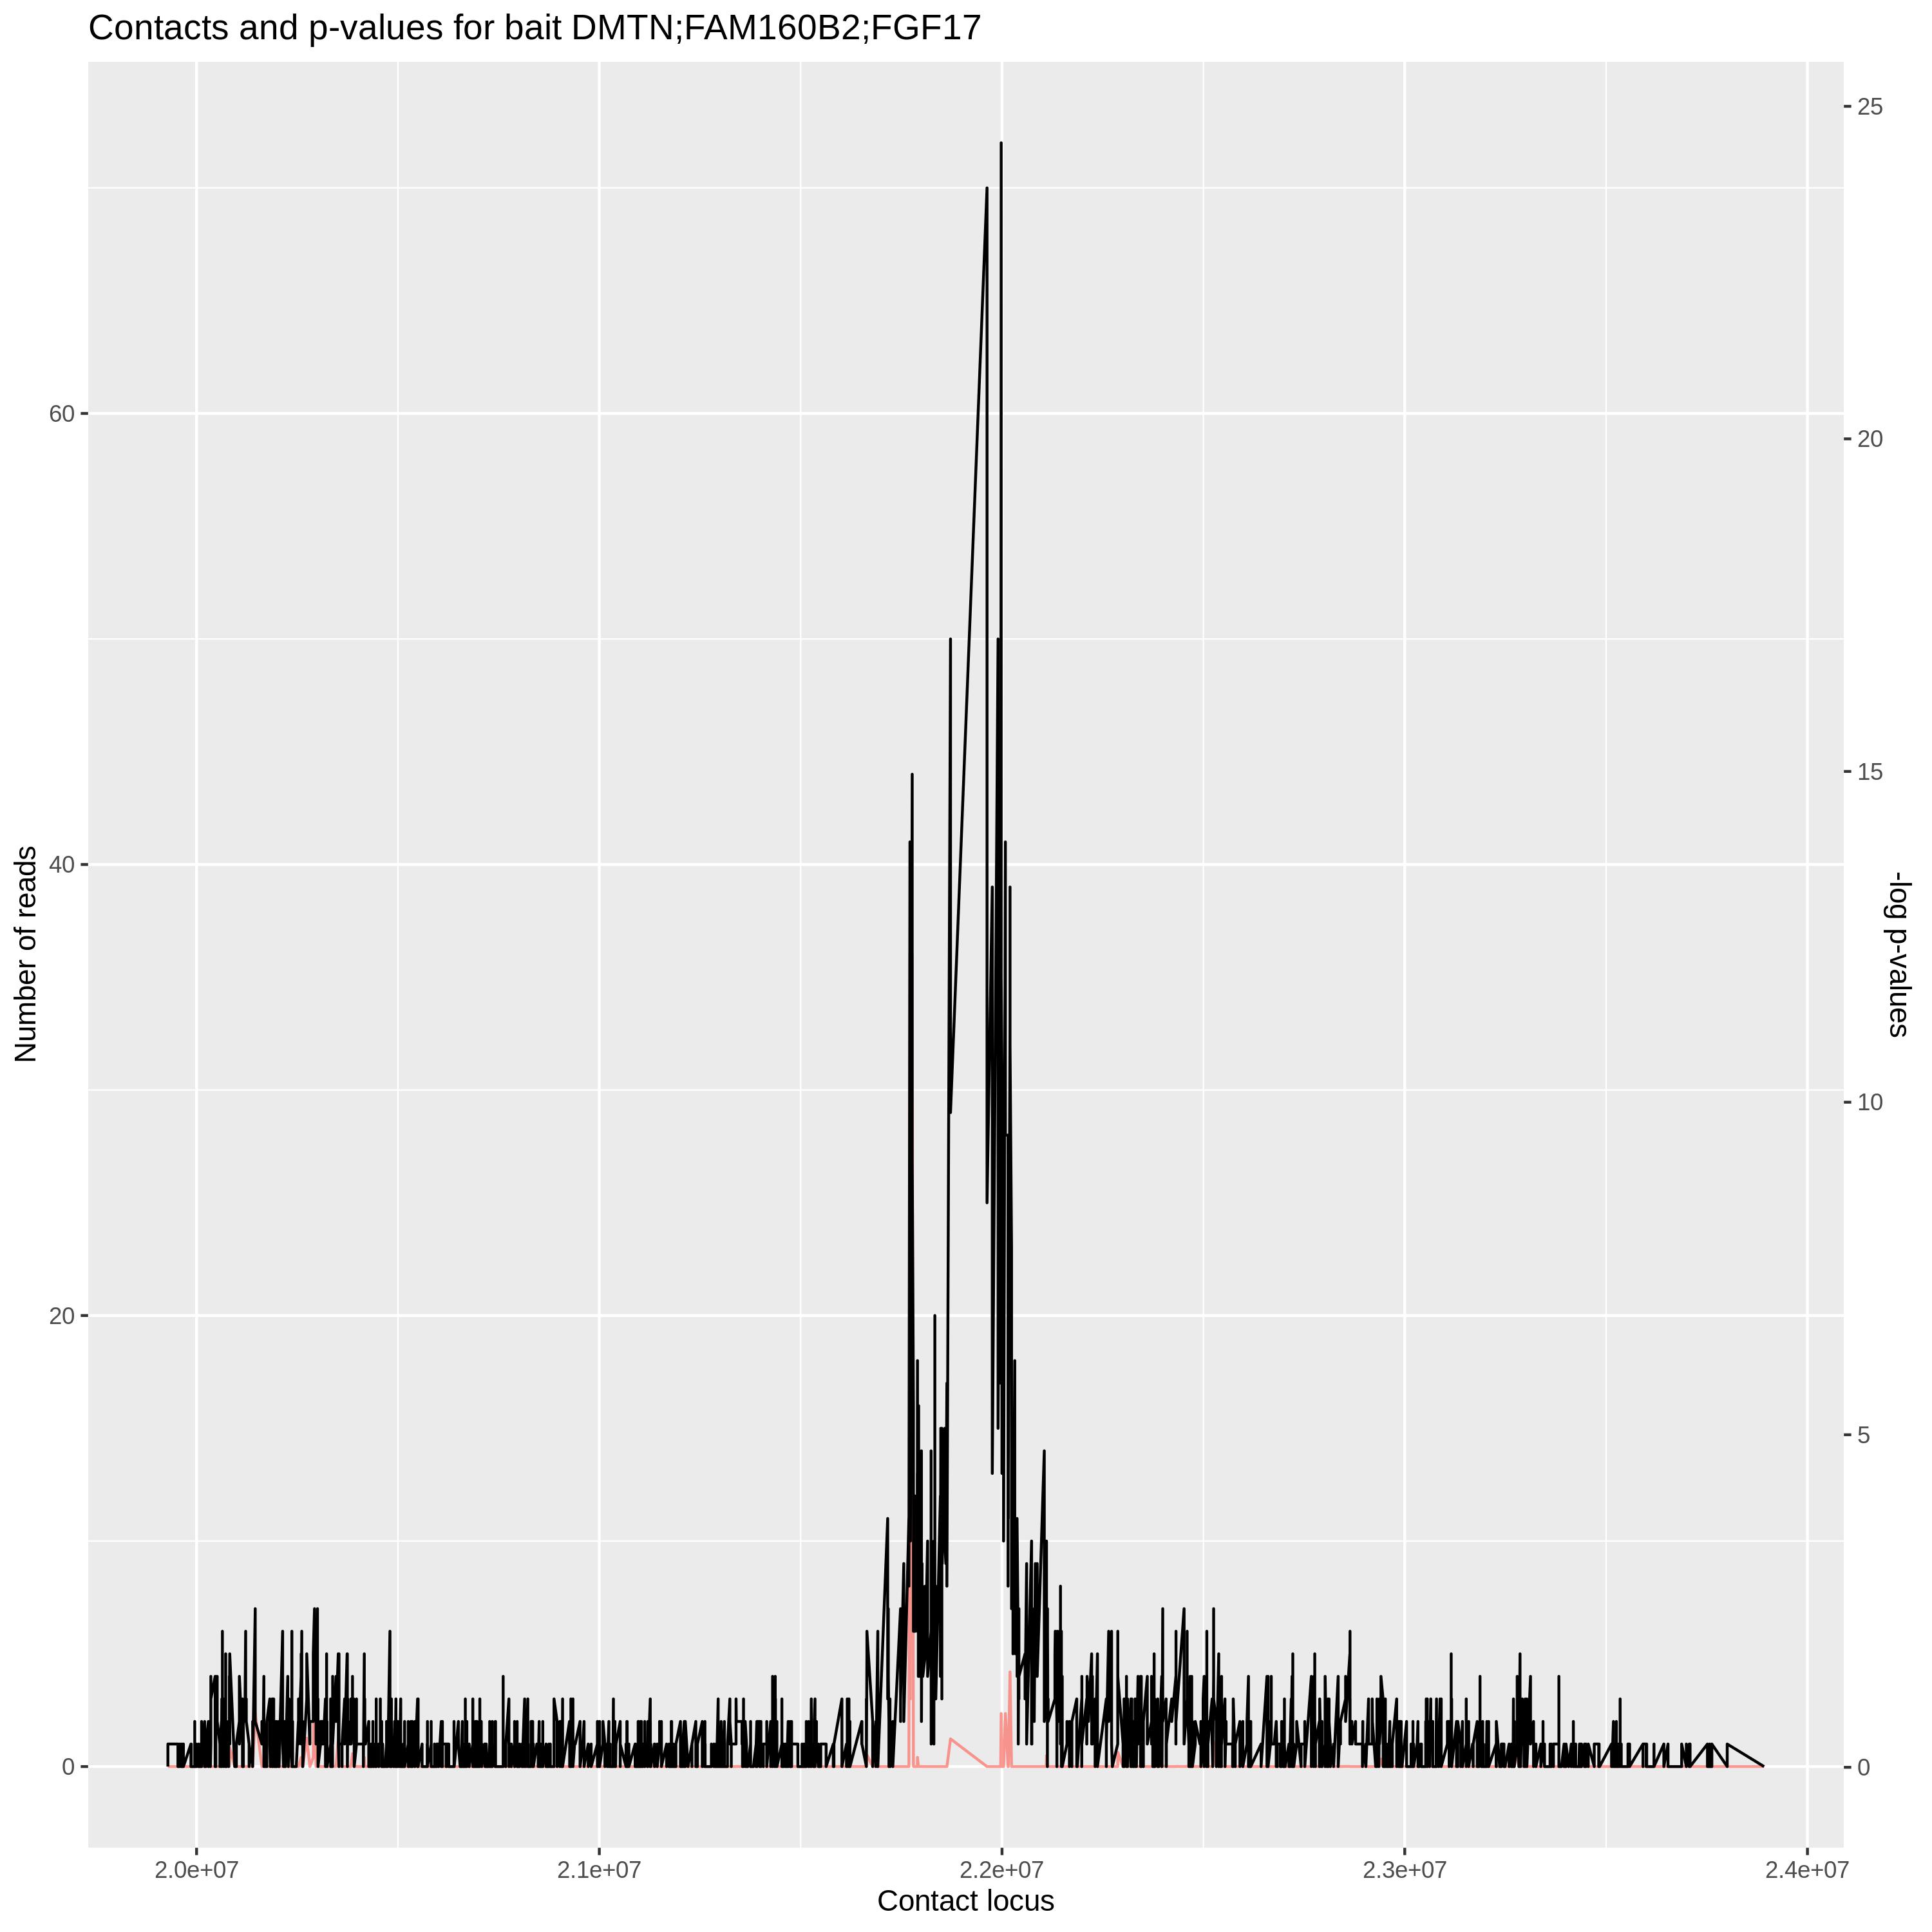 Contacts and p-values for bait DMTN;FAM160B2;FGF17
25
60
20
Number of reads
40
15
-log p-values
10
20
5
0
0
2.0e+07
2.1e+07
2.2e+07
2.3e+07
2.4e+07
Contact locus